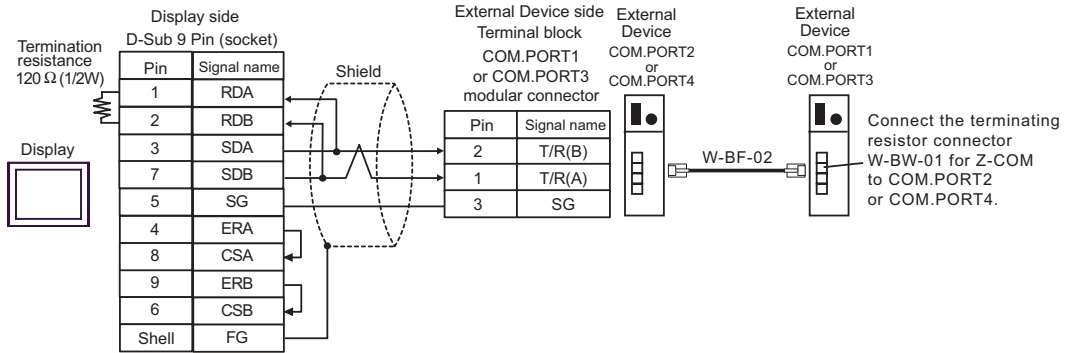 Display side
D-Sub 9 Pin (socket)
Termination
resistance
120 Ω (1/2W)
Display
Pin Signal name
1 RDA
2 RDB
3 SDA
7 SDB
5 SG
4 ERA
8 CSA
9 ERB
6 CSB
Shell FG
Shield
External Device side
Terminal block
COM.PORT1
or COM.PORT3
modular connector
Pin Signal name
2 T/R(B)
1 T/R(A)
3 SG
External
Device
COM.PORT2
or
COM.PORT4
W-BF-02
External
Device
COM.PORT1
or
COM.PORT3
Connect the terminating
resistor connector
W-BW-01 for Z-COM
to COM.PORT2
or COM.PORT4.